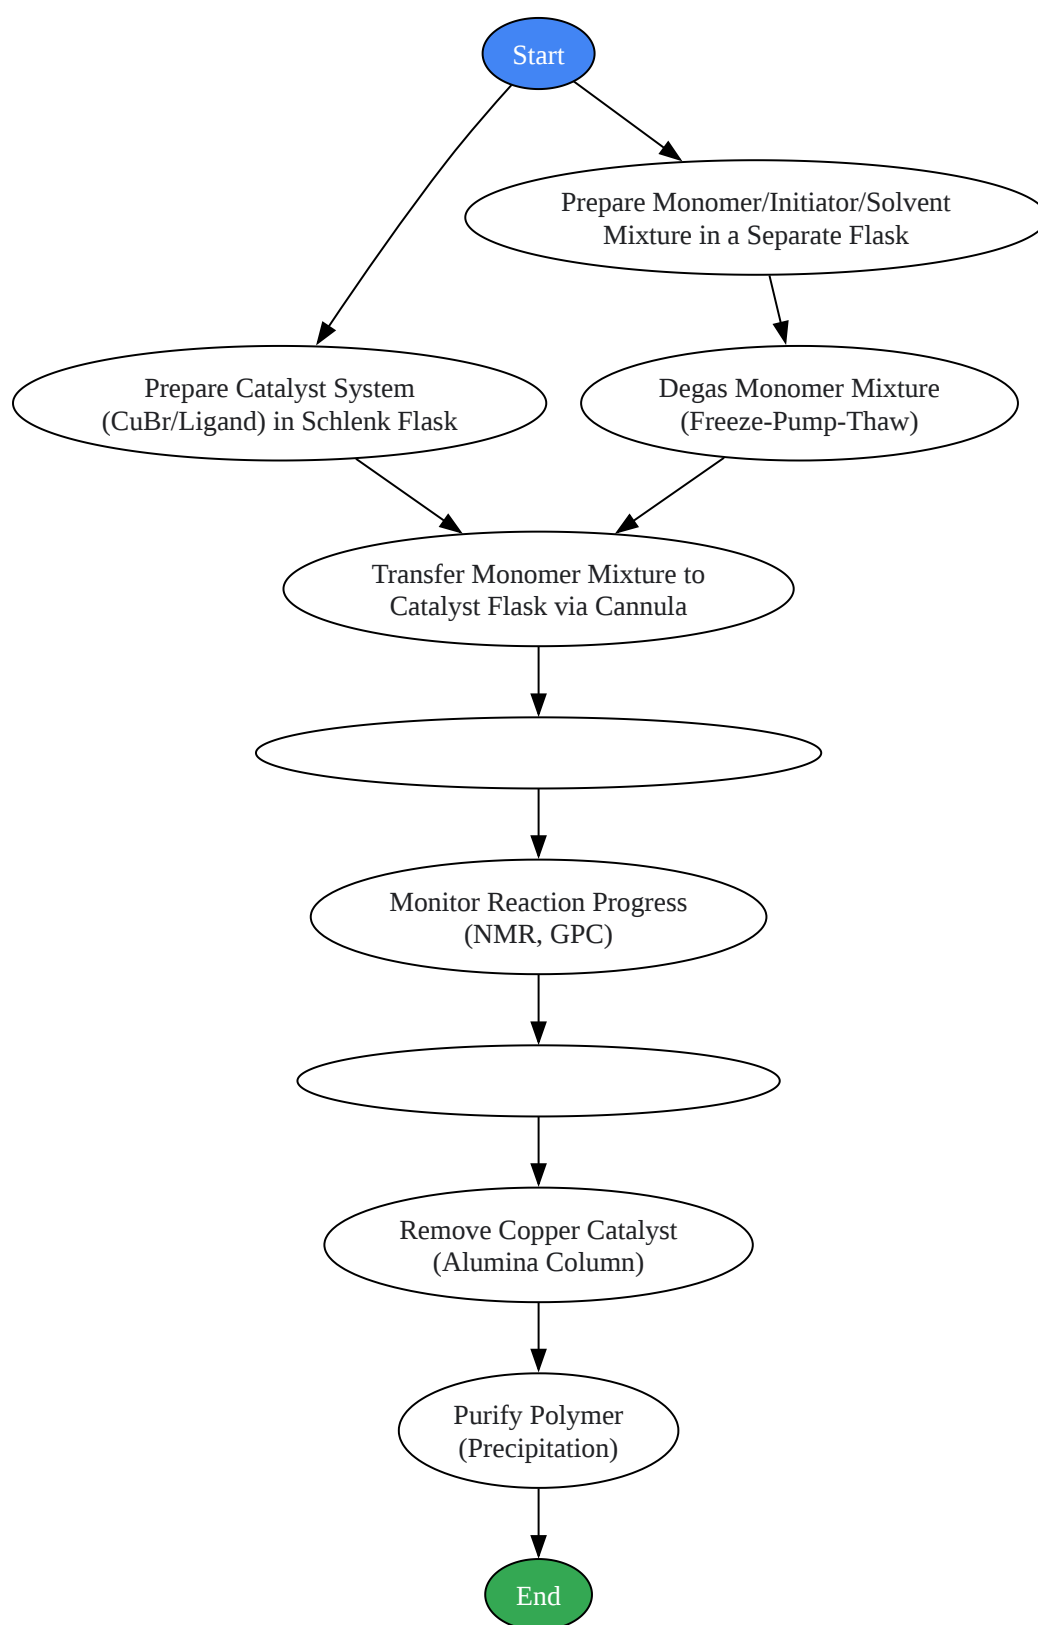 Start
Prepare Monomer/Initiator/Solvent
Mixture in a Separate Flask
Prepare Catalyst System
(CuBr/Ligand) in Schlenk Flask
Degas Monomer Mixture
(Freeze-Pump-Thaw)
Transfer Monomer Mixture to
Catalyst Flask via Cannula
Monitor Reaction Progress
(NMR, GPC)
Remove Copper Catalyst
(Alumina Column)
Purify Polymer
(Precipitation)
End